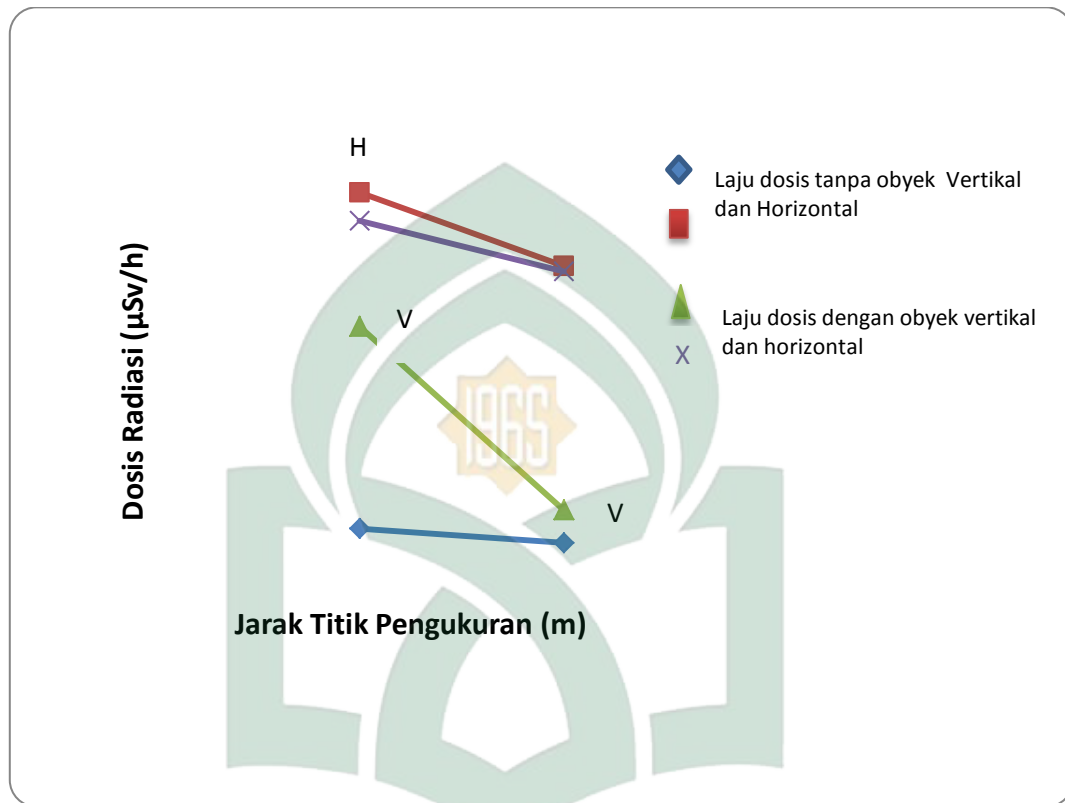 H
Laju dosis tanpa obyek Vertikal
dan Horizontal
V
Laju dosis dengan obyek vertikal
X dan horizontal
Dosis Radiasi (µSv/h)
1965
V
Jarak Titik Pengukuran (m)